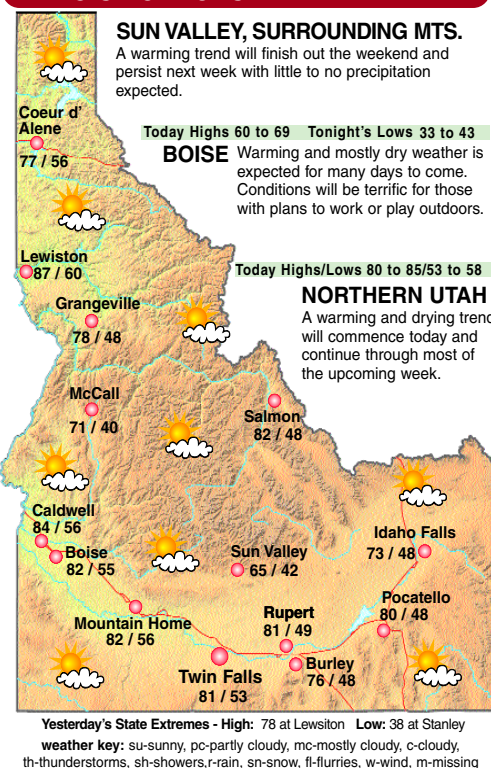 SUN VALLEY, SURROUNDING MTS.
A warming trend will finish out the weekend and
persist next week with little to no precipitation
expected.
Today Highs 60 to 69 Tonight's Lows 33 to 43
BOISE Warming and mostly dry weather is
expected for many days to come.
Conditions will be terrific for those
with plans to work or play outdoors.
Today Highs/Lows 80 to 85/53 to 58
NORTHERN UTAH
A warming and drying trend
will commence today and
continue through most of
the upcoming week.
Coeur d'
Alene
77 / 56
Lewiston
87 / 60
Grangeville
78 / 48
McCall
71 / 40
Salmon
82 / 48
Caldwell
84 / 56
Boise
82 / 55
Sun Valley
65 / 42
Idaho Falls
73 / 48
Pocatello
80 / 48
Mountain Home
82 / 56
Rupert
81 / 49
Burley
76 / 48
Twin Falls
81 / 53
Yesterday's State Extremes - High: 78 at Lewsiton Low: 38 at Stanley
weather key: su-sunny, pc-partly cloudy, mc-mostly cloudy, c-cloudy,
th-thunderstorms, sh-showers,r-rain, sn-snow, fl-flurries, w-wind, m-missing